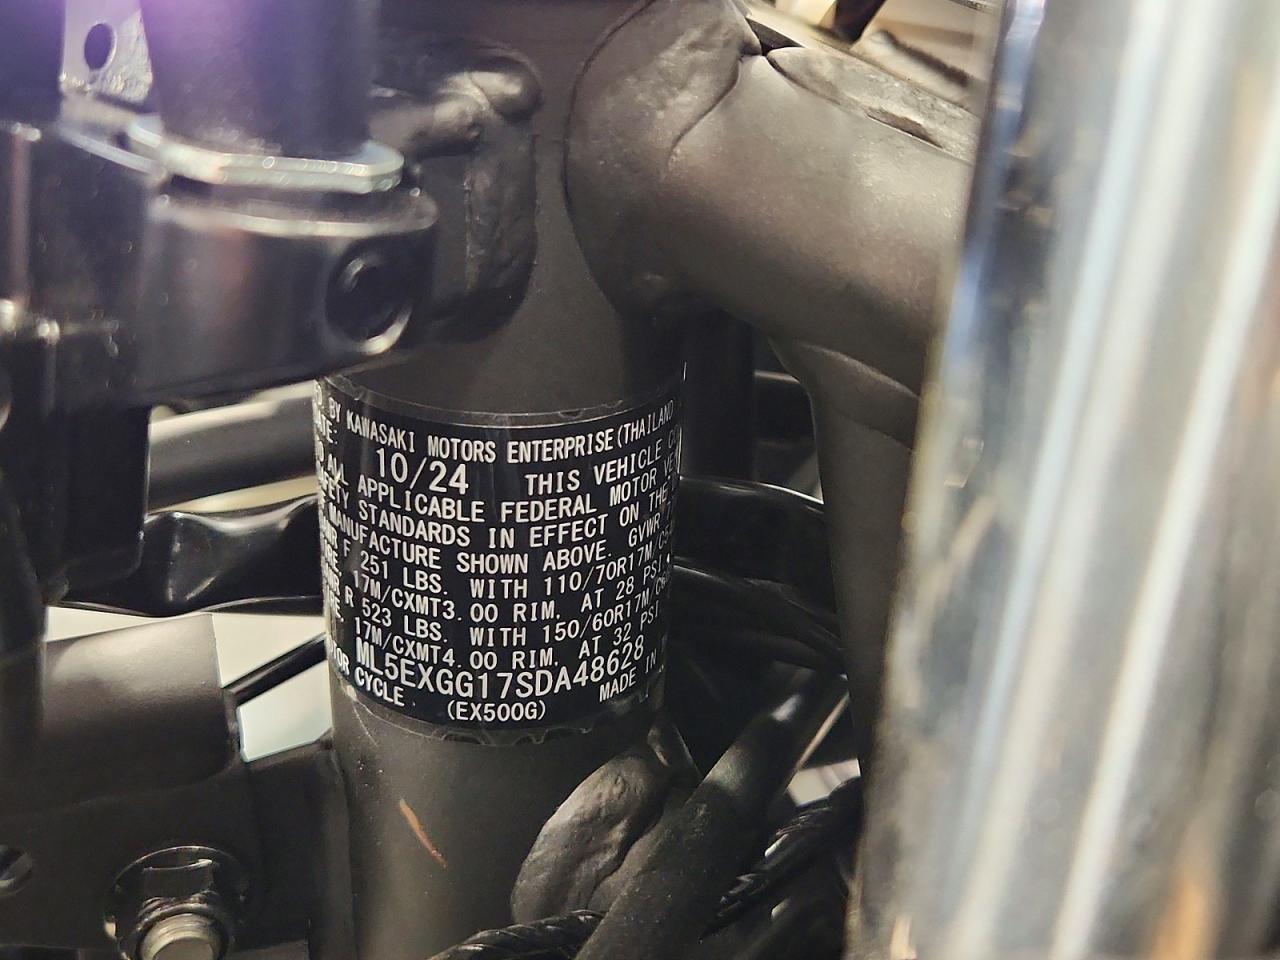 BY KAWASAKI MOTORS ENTERPRISE(THAILAND
10/24 THIS VEHICLE
ALL APPLICABLE FEDERAL MOTOR
STANDARDS IN EFFECT ON THE
MANUFACTURE SHOWN ABOVE. GVWR
F 251 LBS. WITH 110/70R17M/C
17M/CXMT3.00 RIM, AT 28 PSI
R 523 LBS. WITH 150/60R17M/C
17M/CXMT4.00 RIM, AT 32 PSI
ML5EXGG17SDA48628
CYCLE (EX500G) MADE IN